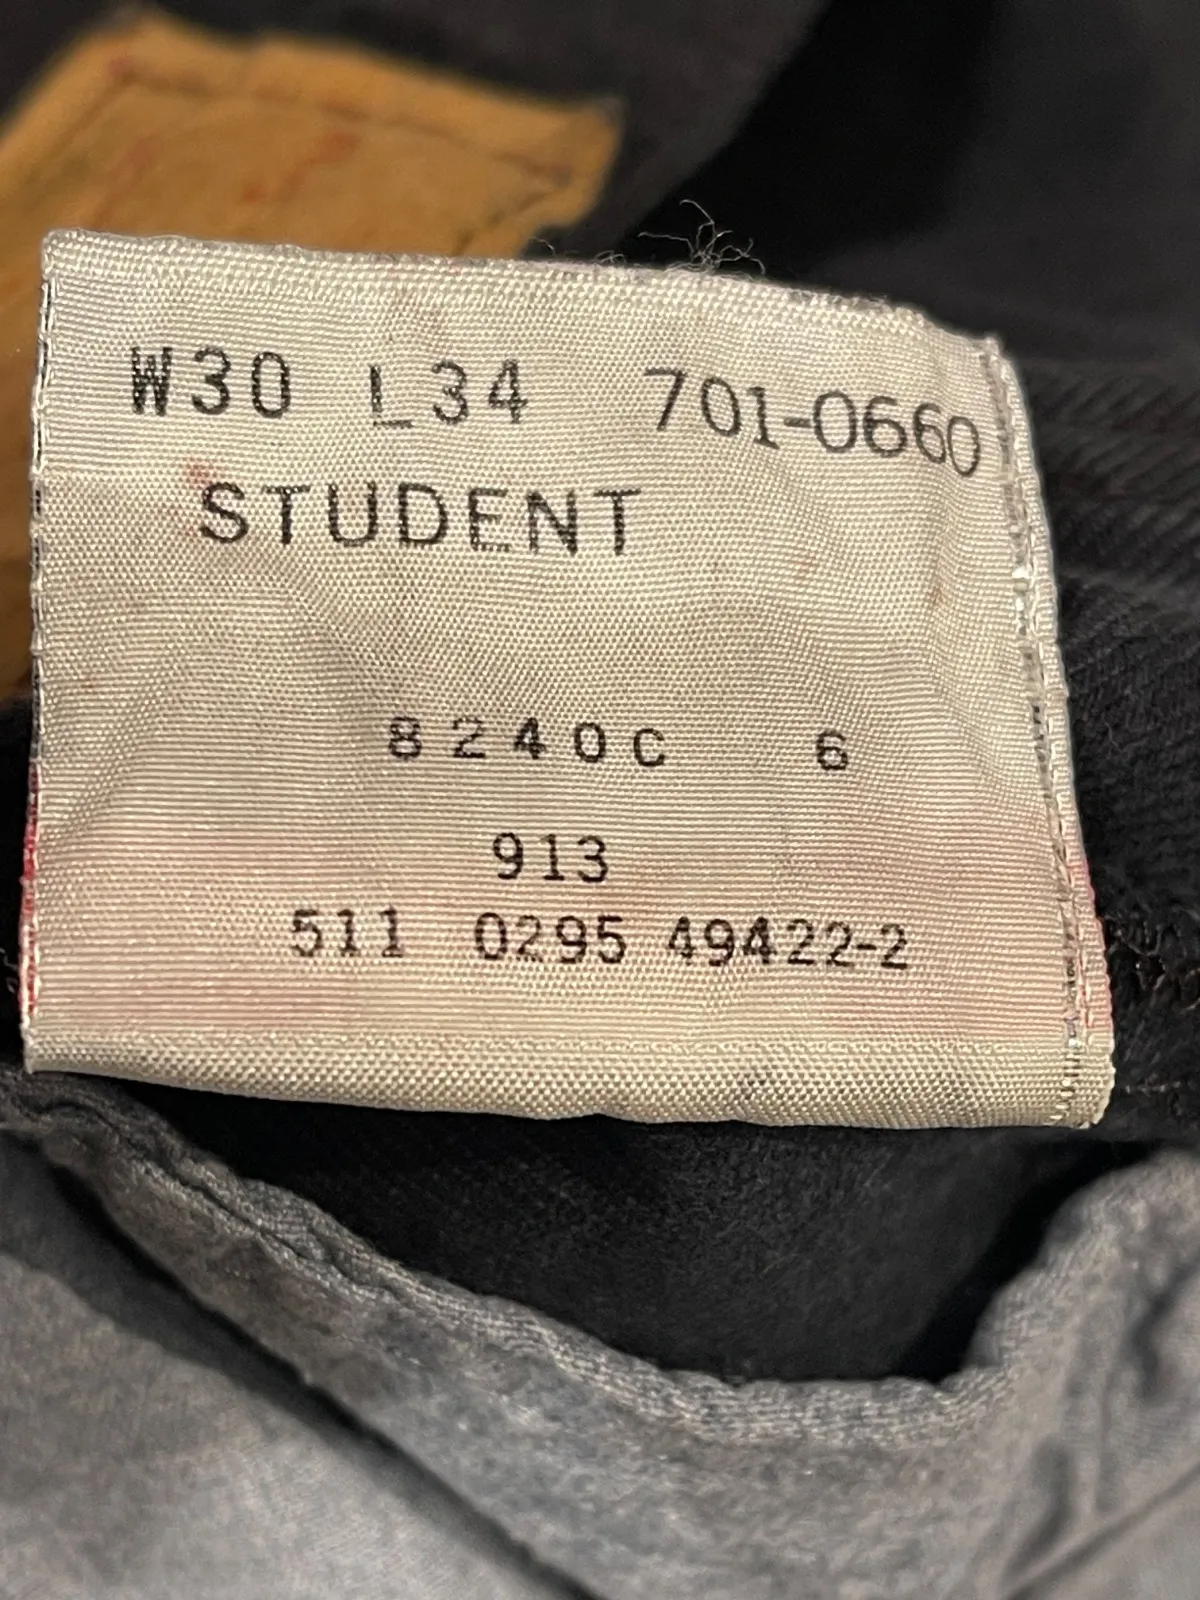 W30 L34 701-0660
STUDENT
8240C 6
913
511 0295 49422-2